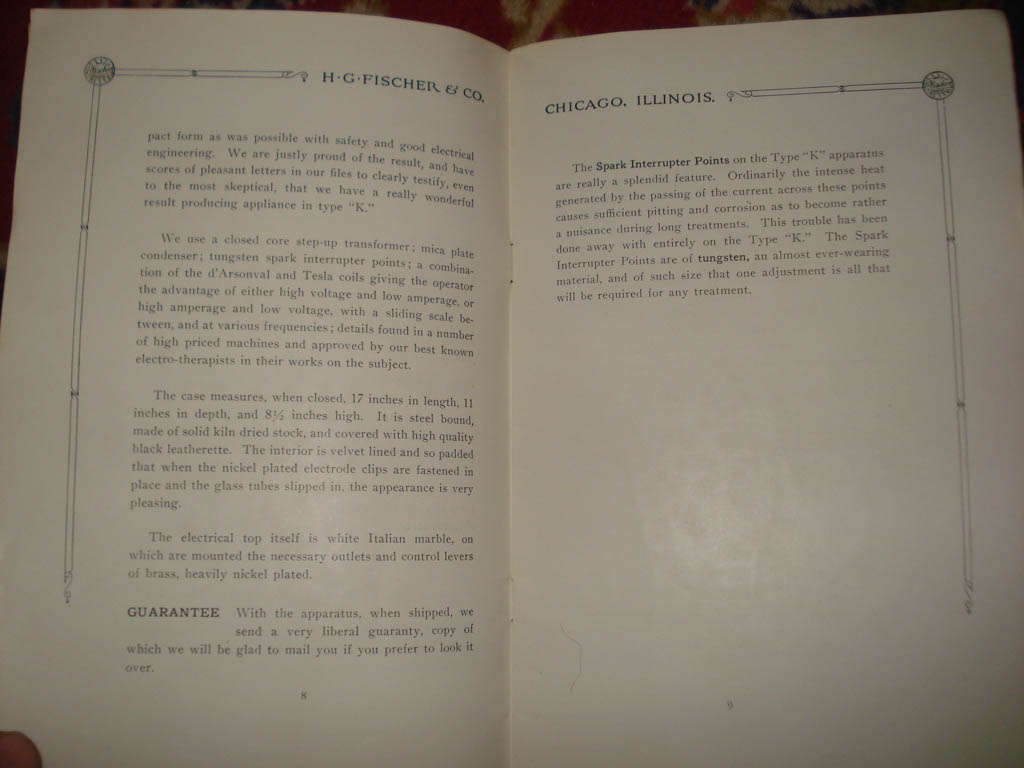 H·G·FISCHER & CO.
pact form as was possible with safety and good electrical
engineering. We are justly proud of the result, and have
scores of pleasant letters in our files to clearly testify, even
to the most skeptical, that we have a really wonderful
result producing appliance in type "K."
We use a closed core step-up transformer; mica plate
condenser; tungsten spark interrupter points; a combina-
tion of the d'Arsonval and Tesla coils giving the operator
the advantage of either high voltage and low amperage, or
high amperage and low voltage, with a sliding scale be-
tween, and at various frequencies; details found in a number
of high priced machines and approved by our best known
electro-therapists in their works on the subject.
The case measures, when closed, 17 inches in length, 11
inches in depth, and 8½ inches high. It is steel bound,
made of solid kiln dried stock, and covered with high quality
black leatherette. The interior is velvet lined and so padded
that when the nickel plated electrode clips are fastened in
place and the glass tubes slipped in, the appearance is very
pleasing.
The electrical top itself is white Italian marble, on
which are mounted the necessary outlets and control levers
of brass, heavily nickel plated.
GUARANTEE With the apparatus, when shipped, we
send a very liberal guaranty, copy of
which we will be glad to mail you if you prefer to look it
over.
8
CHICAGO, ILLINOIS.
The Spark Interrupter Points on the Type "K" apparatus
are really a splendid feature. Ordinarily the intense heat
generated by the passing of the current across these points
causes sufficient pitting and corrosion as to become rather
a nuisance during long treatments. This trouble has been
done away with entirely on the Type "K." The Spark
Interrupter Points are of tungsten, an almost ever-wearing
material, and of such size that one adjustment is all that
will be required for any treatment.
9